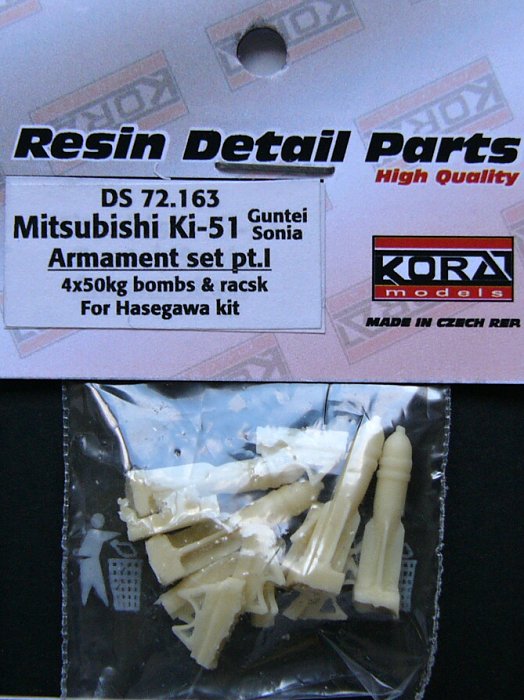 Resin Detail Parts
High Quality
DS 72.163
Mitsubishi Ki-51 Guntei Sonia
Armament set pt.I
4x50kg bombs & racsk
For Hasegawa kit
KORA
models
MADE IN CZECH REP